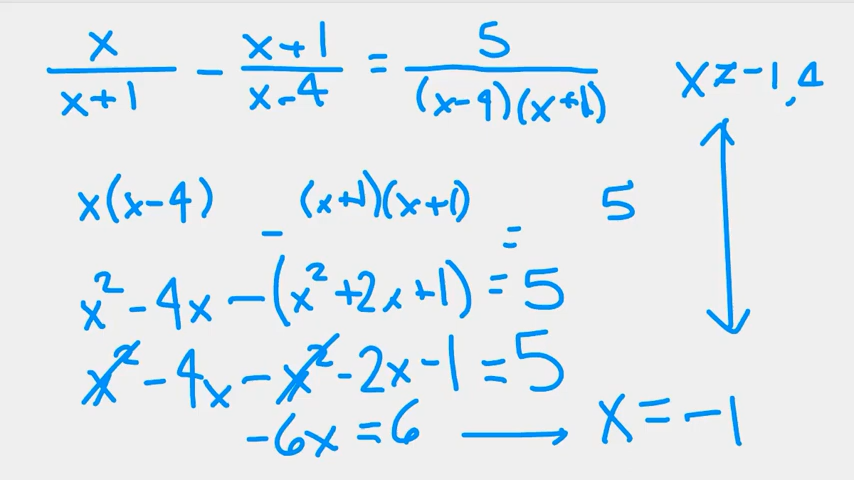 x/(x+1) - (x+1)/(x-4) = 5/((x-4)(x+1))
x≠-1,4
x(x-4) - (x+1)(x+1) = 5
x²-4x-(x²+2x+1)=5
x²-4x-x²-2x-1=5
-6x=6 → x=-1